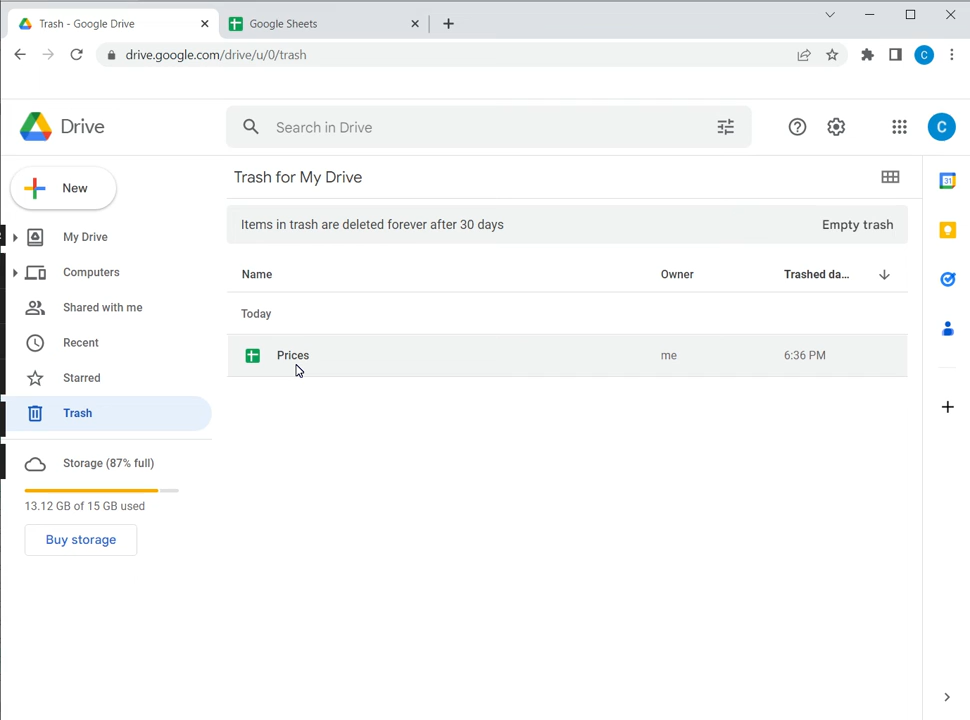 Trash - Google Drive
Google Sheets
drive.google.com/drive/u/0/trash
C
Drive
Search in Drive
C
New
Trash for My Drive
31
Items in trash are deleted forever after 30 days
Empty trash
My Drive
Computers
Shared with me
Recent
Starred
Trash
Name
Owner
Trashed da...
Today
Prices
me
6:36 PM
Storage (87% full)
13.12 GB of 15 GB used
Buy storage